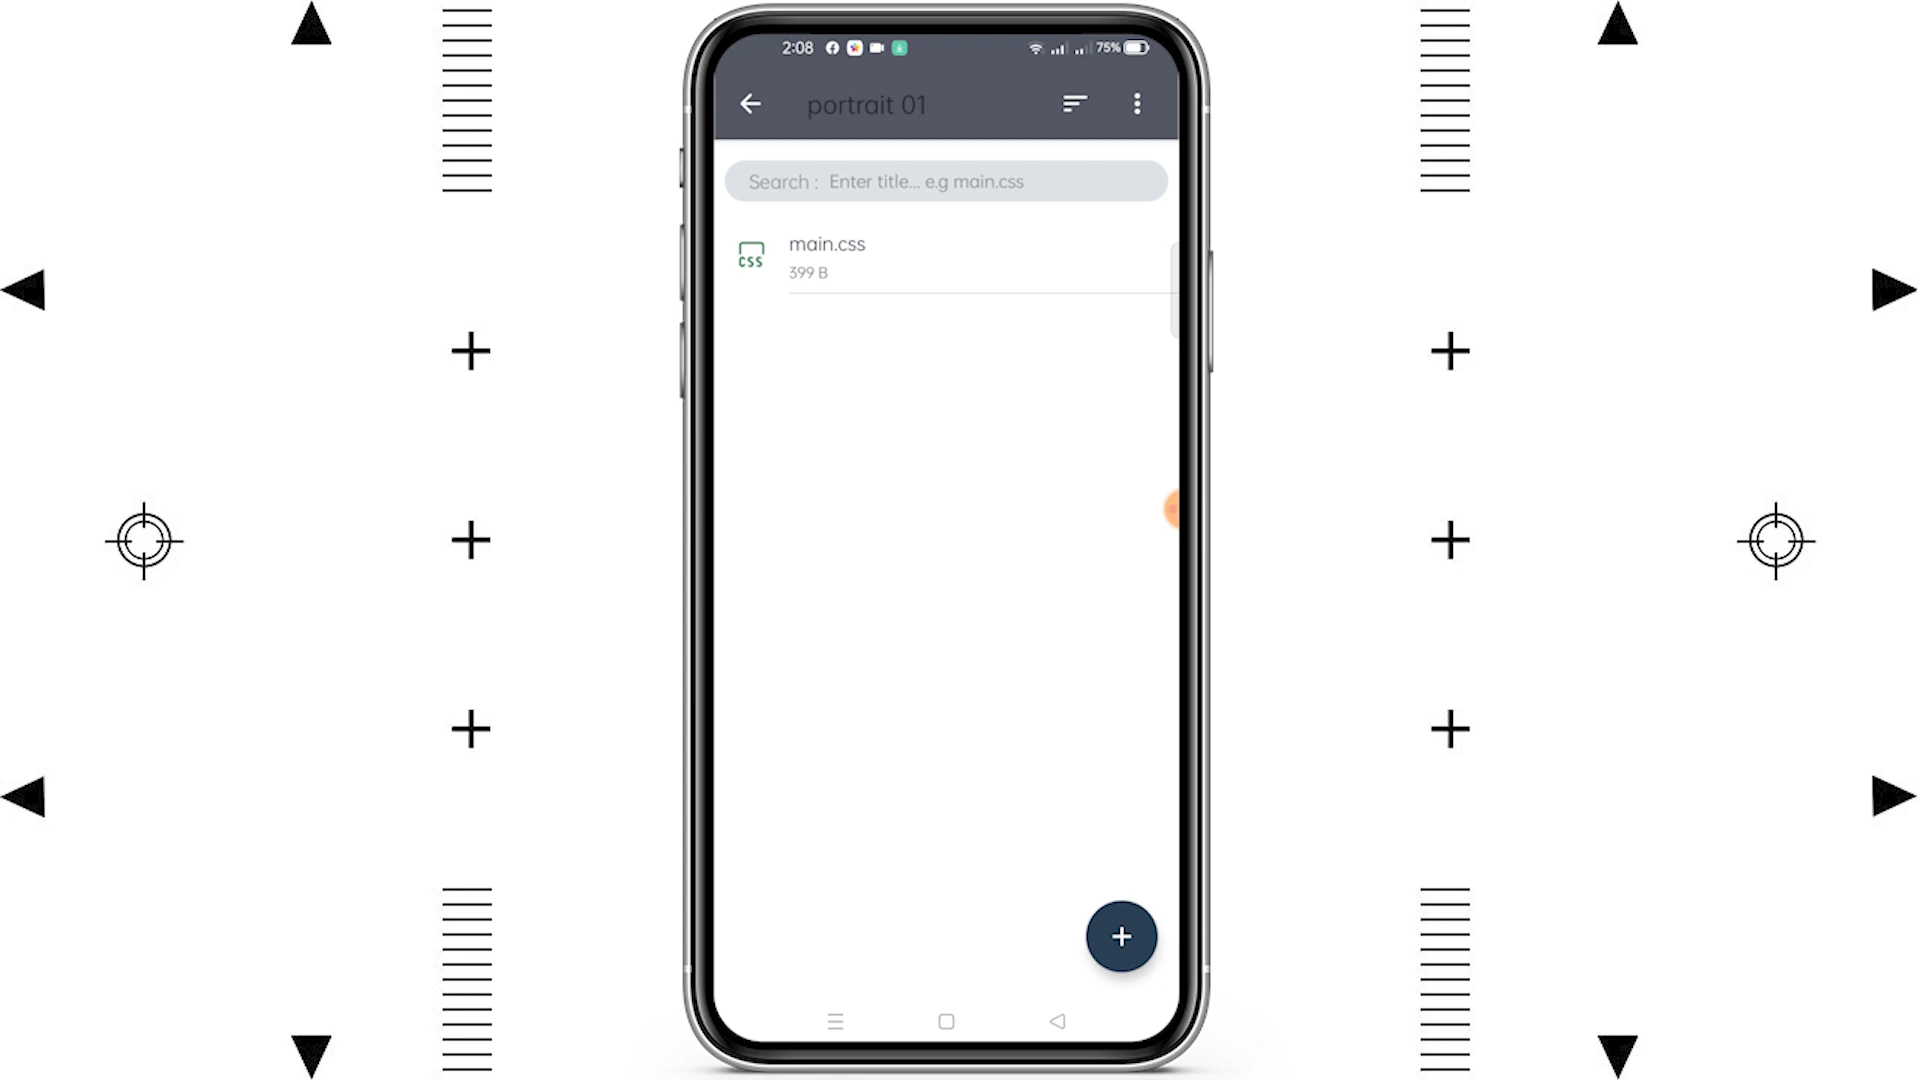 2:08 75%
portrait 01
Search : Enter title... e.g main.css
CSS
main.css
399 B